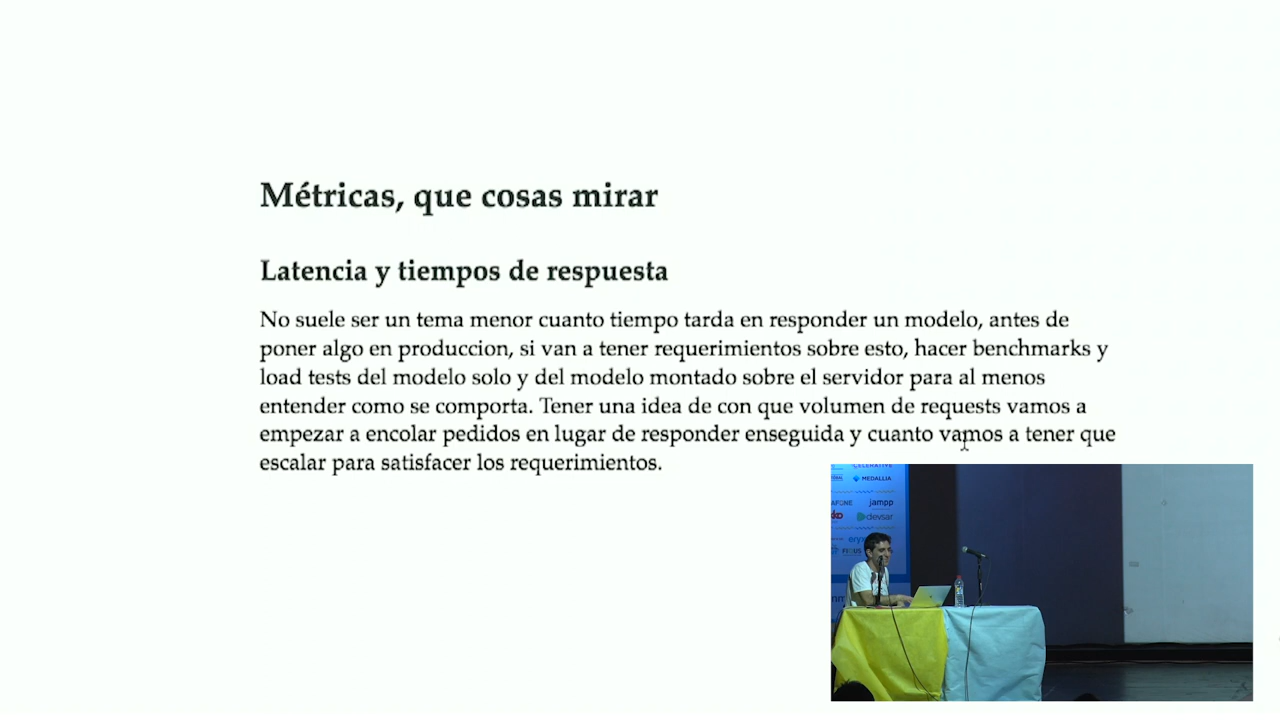 Métricas, que cosas mirar
Latencia y tiempos de respuesta
No suele ser un tema menor cuanto tiempo tarda en responder un modelo, antes de
poner algo en produccion, si van a tener requerimientos sobre esto, hacer benchmarks y
load tests del modelo solo y del modelo montado sobre el servidor para al menos
entender como se comporta. Tener una idea de con que volumen de requests vamos a
empezar a encolar pedidos en lugar de responder enseguida y cuanto vamos a tener que
escalar para satisfacer los requerimientos.
MEDALLIA
jampp
devsar